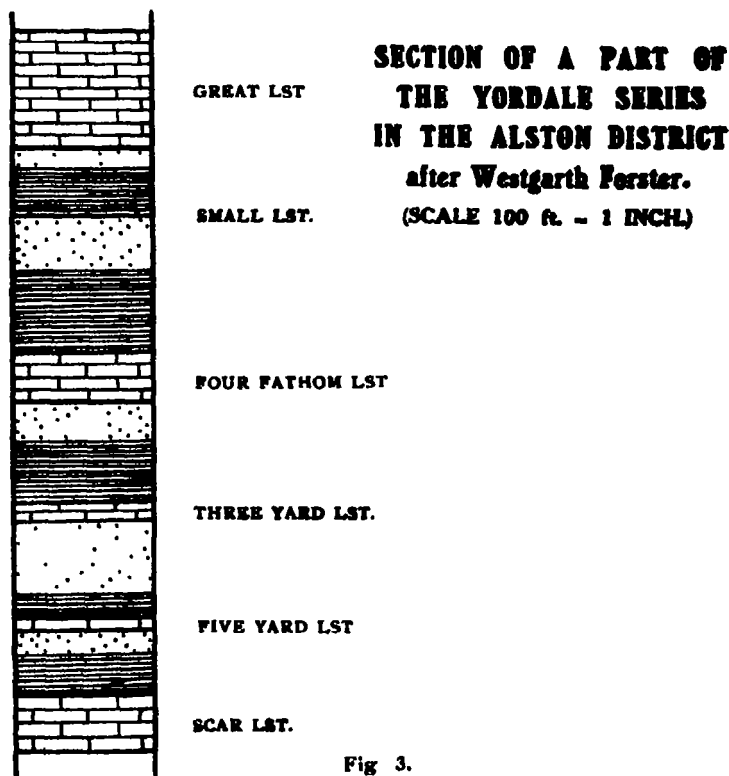 GREAT LST
SECTION OF A PART OF
THE YORDALE SERIES
IN THE ALSTON DISTRICT
after Westgarth Forster.
(SCALE 100 ft. - 1 INCH.)
SMALL LST.
FOUR FATHOM LST
THREE YARD LST.
FIVE YARD LST
SCAR LST.
Fig 3.